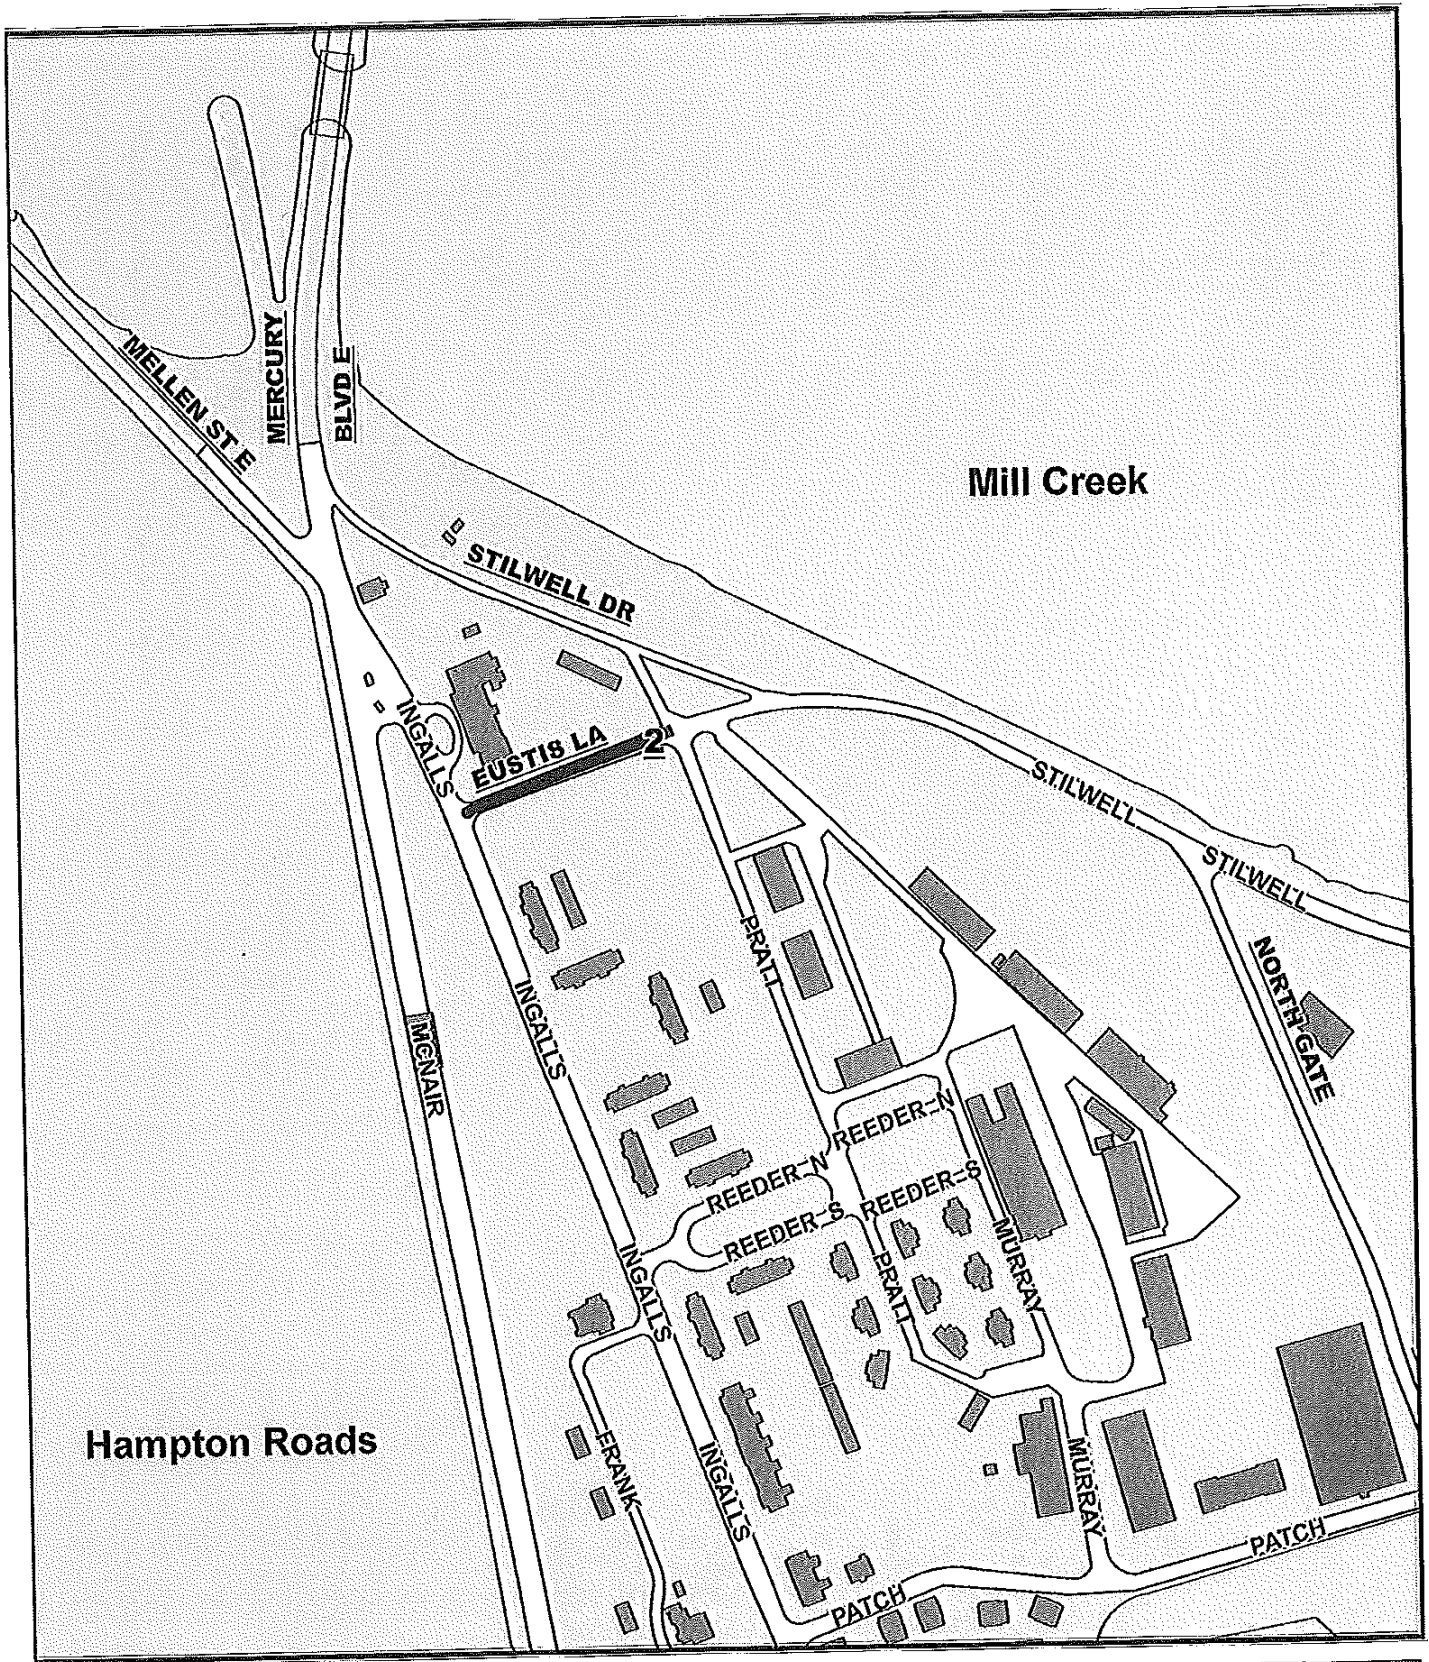 MERCURY
BLVD E
MELLEN ST E
Mill Creek
STILWELL DR
INGALLS
EUSTIS LA
2
STILWELL
STILWELL
PRATT
NORTH GATE
INGALLS
MCNAIR
REEDER N
REEDER N
REEDER S
REEDER S
MURRAY
INGALLS
PRATT
Hampton Roads
FRANK
INGALLS
MURRAY
PATCH
PATCH